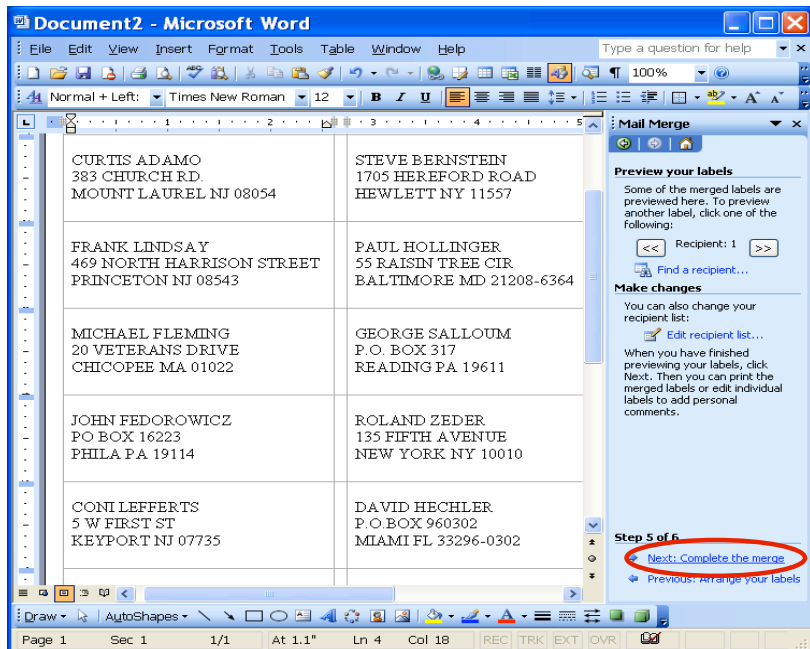 Document2 - Microsoft Word
File Edit View Insert Format Tools Table Window Help Type a question for help
100%
Normal + Left: Times New Roman 12 B I U
1 2 3 4 5
CURTIS ADAMO
383 CHURCH RD.
MOUNT LAUREL NJ 08054
STEVE BERNSTEIN
1705 HEREFORD ROAD
HEWLETT NY 11557
FRANK LINDSAY
469 NORTH HARRISON STREET
PRINCETON NJ 08543
PAUL HOLLINGER
55 RAISIN TREE CIR
BALTIMORE MD 21208-6364
MICHAEL FLEMING
20 VETERANS DRIVE
CHICOPEE MA 01022
GEORGE SALLOUM
P.O. BOX 317
READING PA 19611
JOHN FEDOROWICZ
PO BOX 16223
PHILA PA 19114
ROLAND ZEDER
135 FIFTH AVENUE
NEW YORK NY 10010
CONI LEFFERTS
5 W FIRST ST
KEYPORT NJ 07735
DAVID HECHLER
P.O.BOX 960302
MIAMI FL 33296-0302
Mail Merge
Preview your labels
Some of the merged labels are
previewed here. To preview
another label, click one of the
following:
<< Recipient: 1 >>
Find a recipient...
Make changes
You can also change your
recipient list:
Edit recipient list...
When you have finished
previewing your labels, click
Next. Then you can print the
merged labels or edit individual
labels to add personal
comments.
Step 5 of 6
Next: Complete the merge
Previous: Arrange your labels
Draw AutoShapes
Page 1 Sec 1 1/1 At 1.1" Ln 4 Col 18 REC TRK EXT OVR